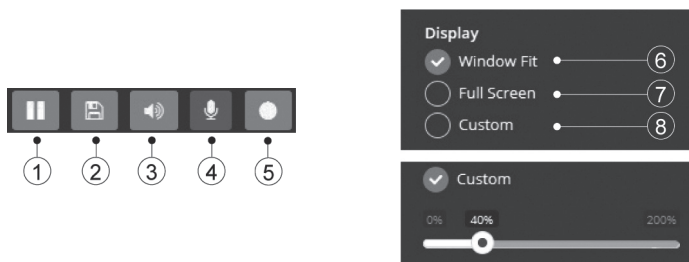 1
2
3
4
5
Display
Window Fit
6
Full Screen
7
Custom
8
Custom
0%
40%
200%